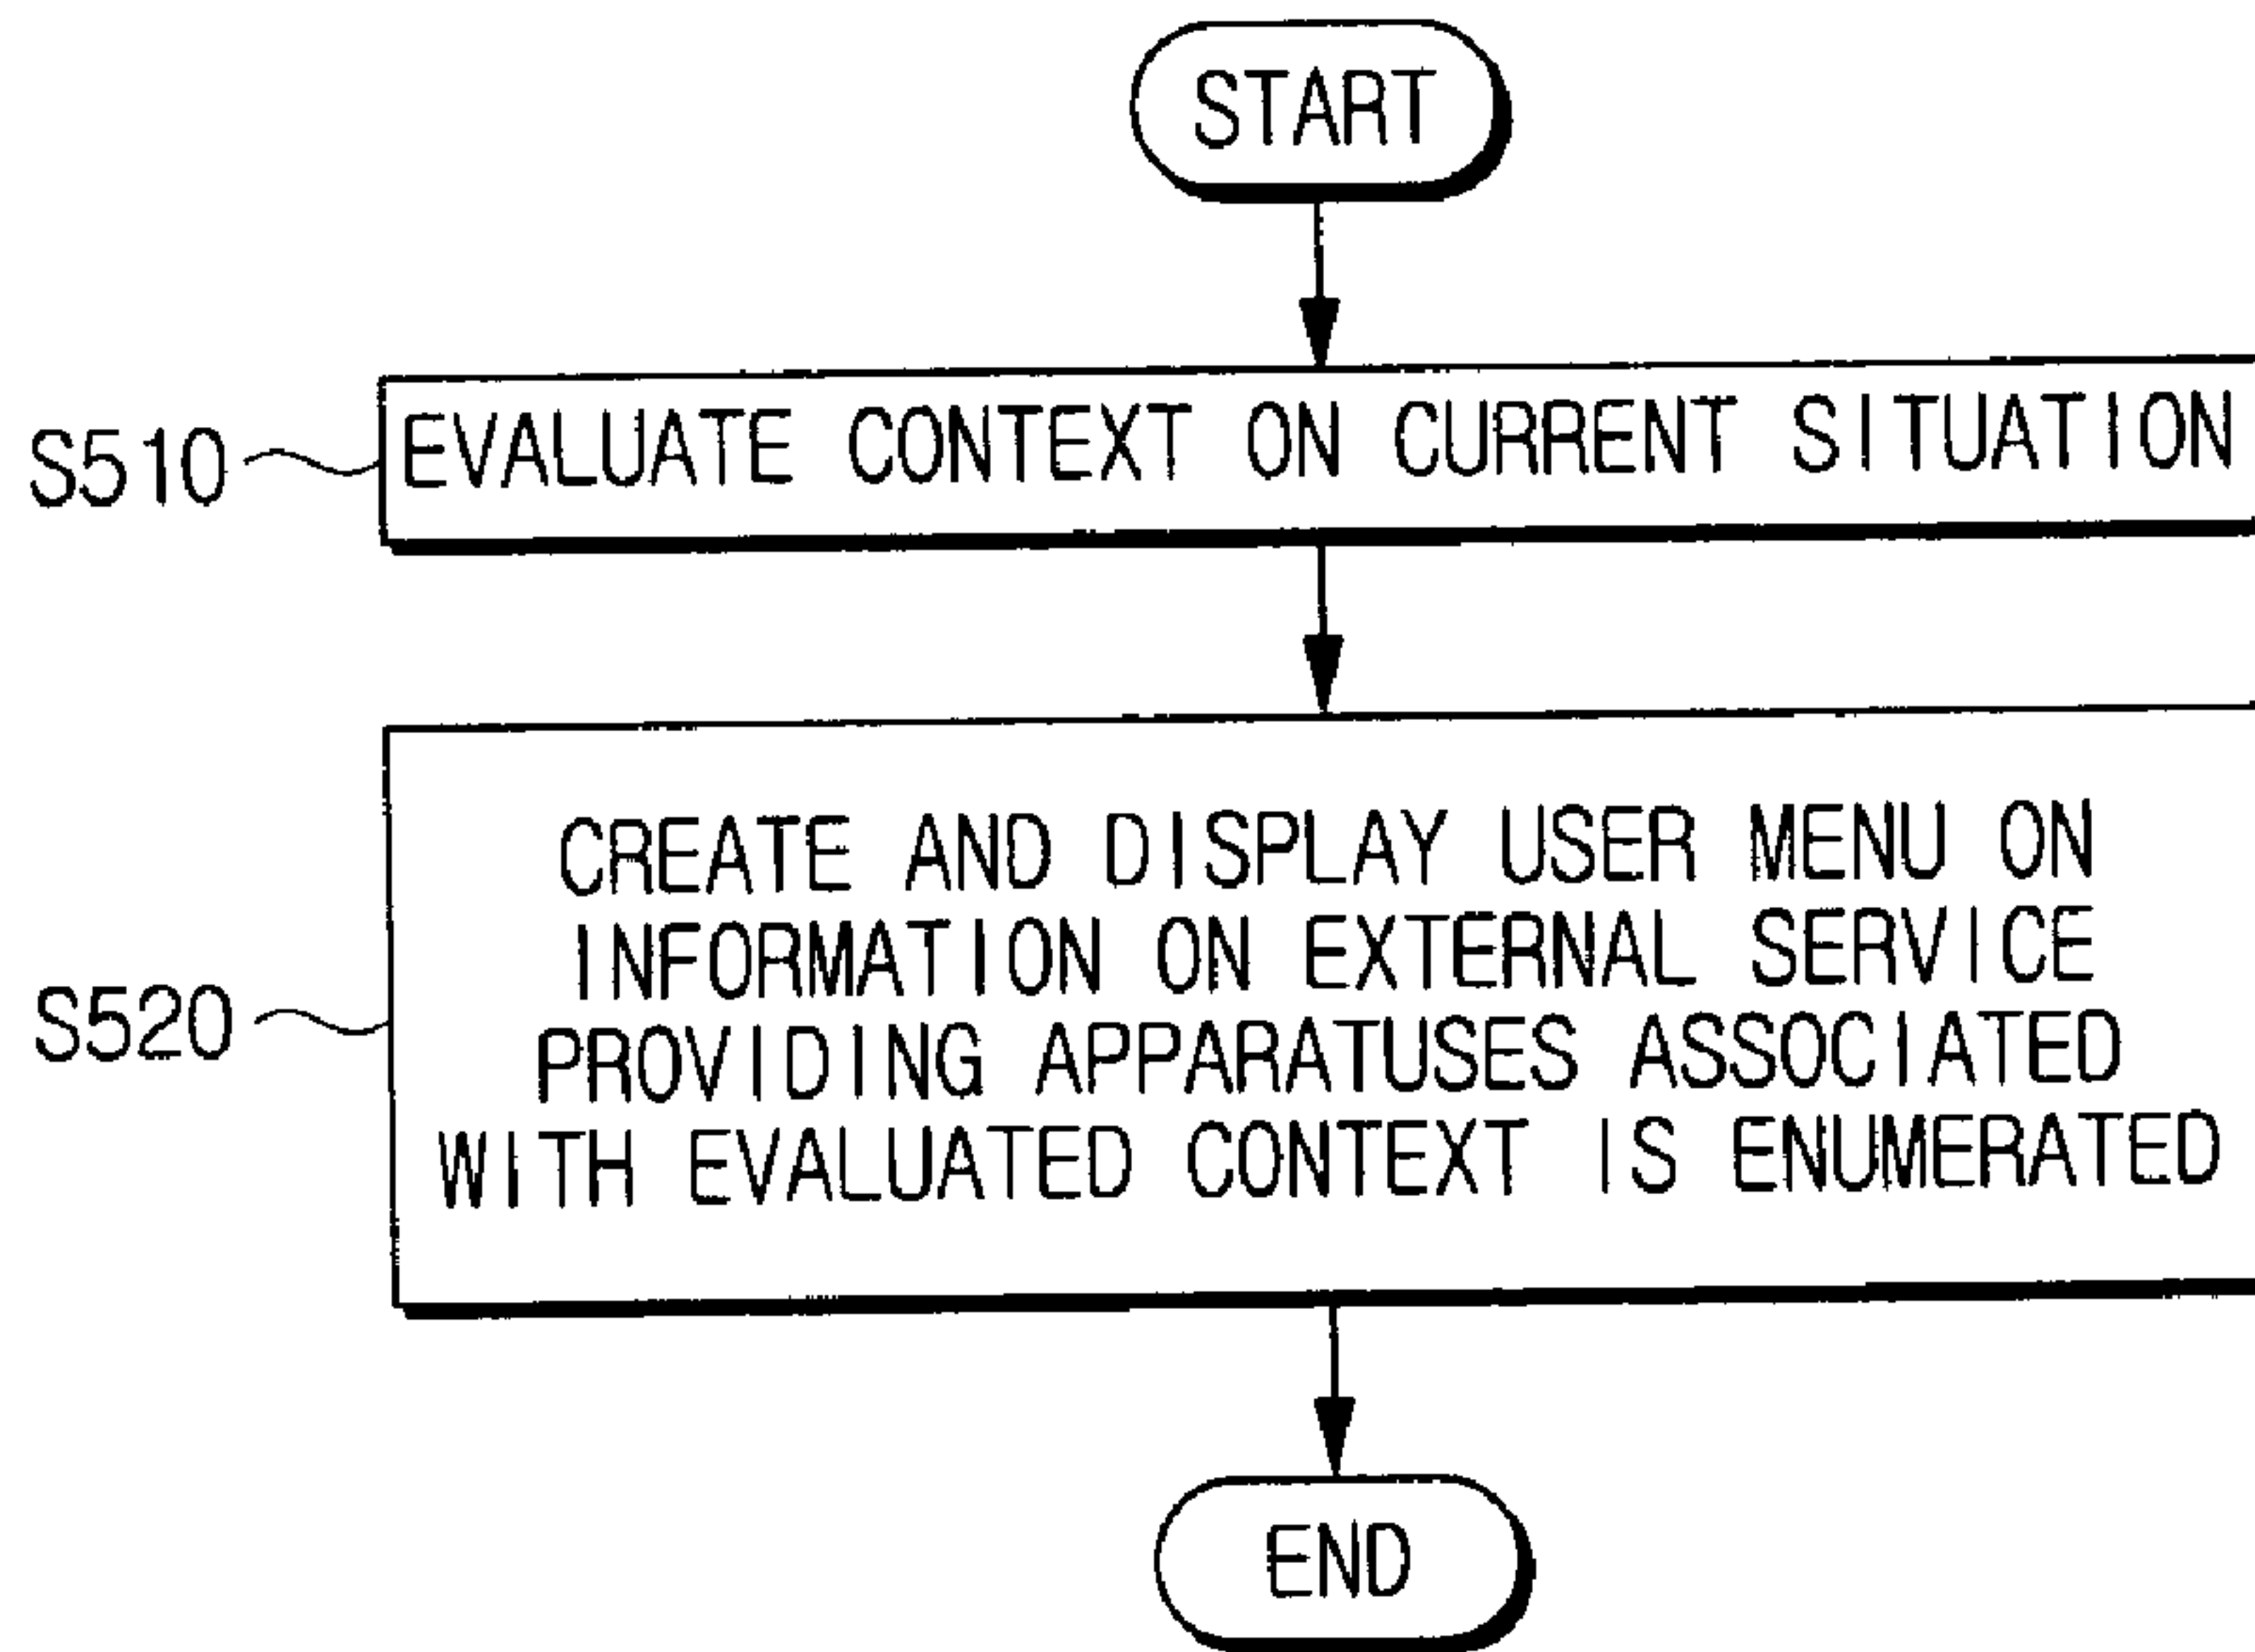 START
S510
EVALUATE CONTEXT ON CURRENT SITUATION
S520
CREATE AND DISPLAY USER MENU ON
INFORMATION ON EXTERNAL SERVICE
PROVIDING APPARATUSES ASSOCIATED
WITH EVALUATED CONTEXT IS ENUMERATED
END